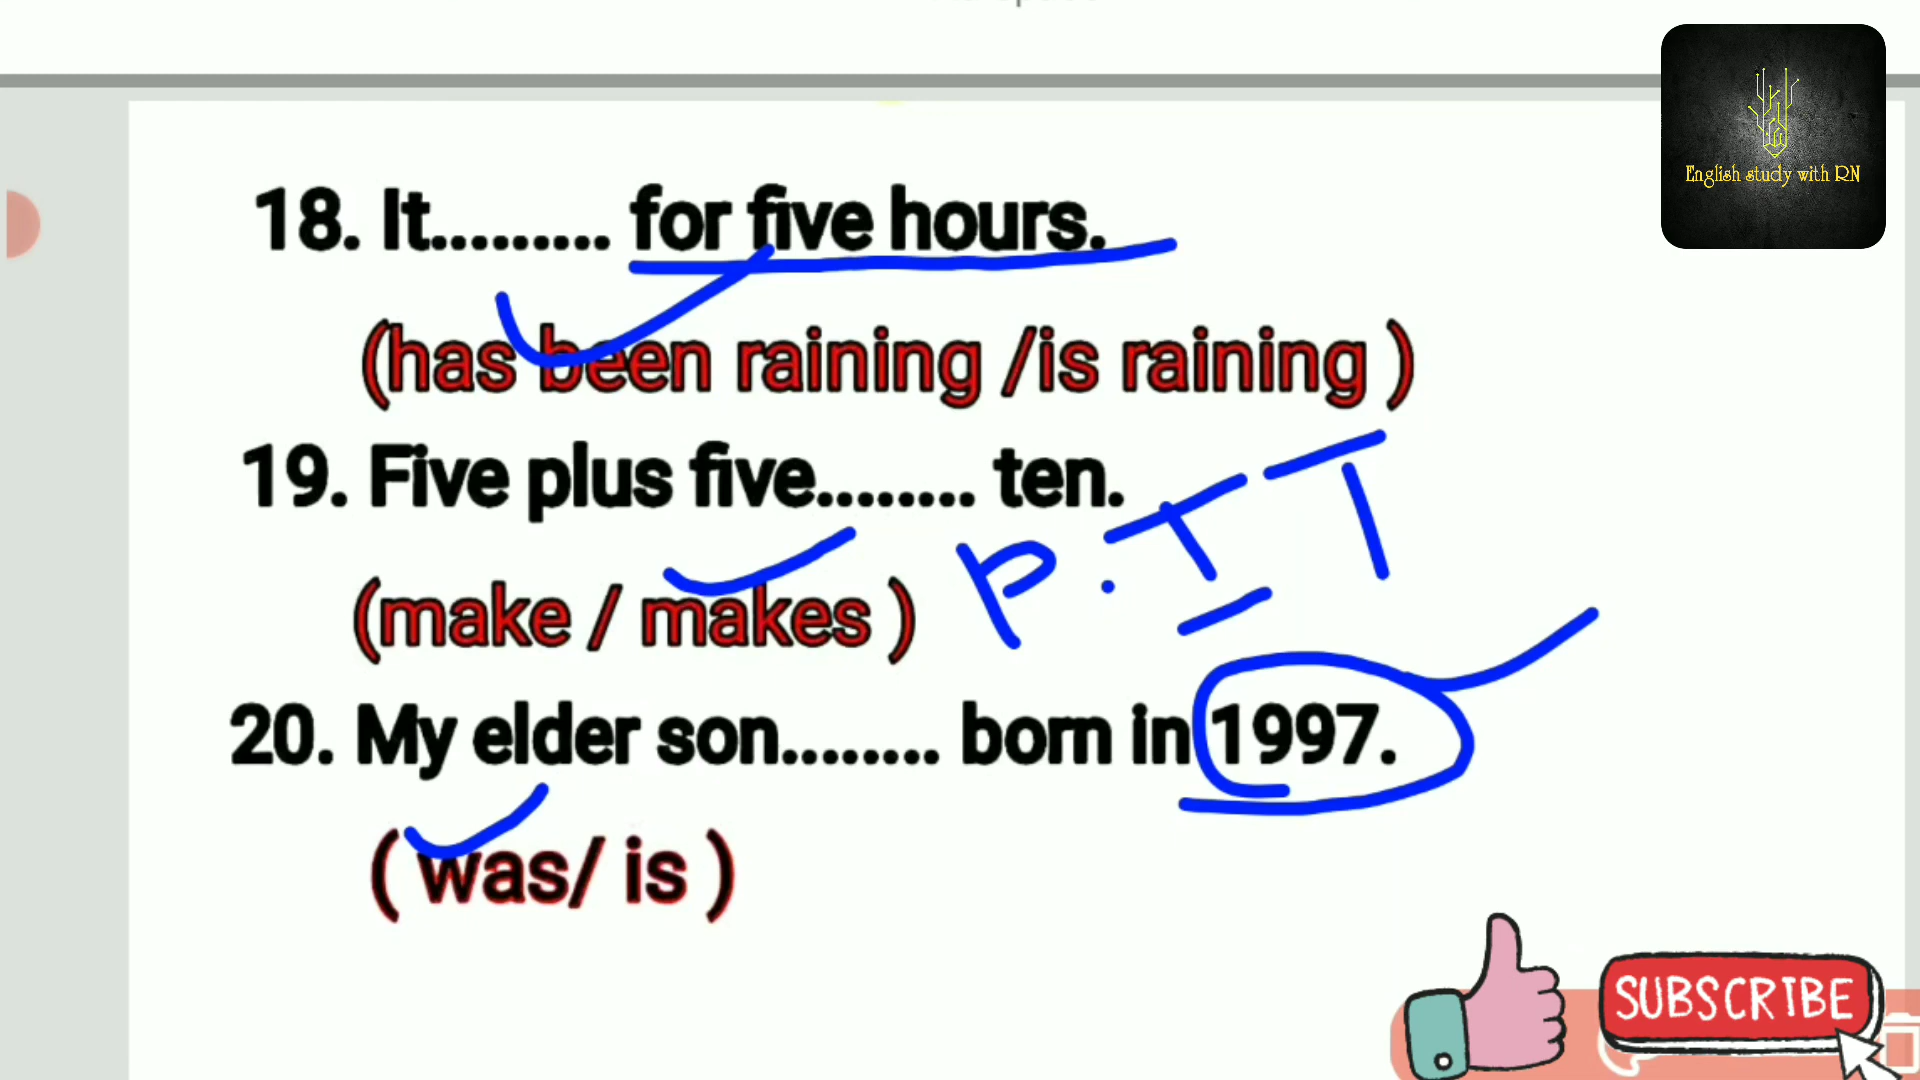 English study with RN
18. It......... for five hours.
(has been raining /is raining )
19. Five plus five........ ten.
P.IT
(make / makes )
20. My elder son........ born in 1997.
( was/ is )
SUBSCRIBE